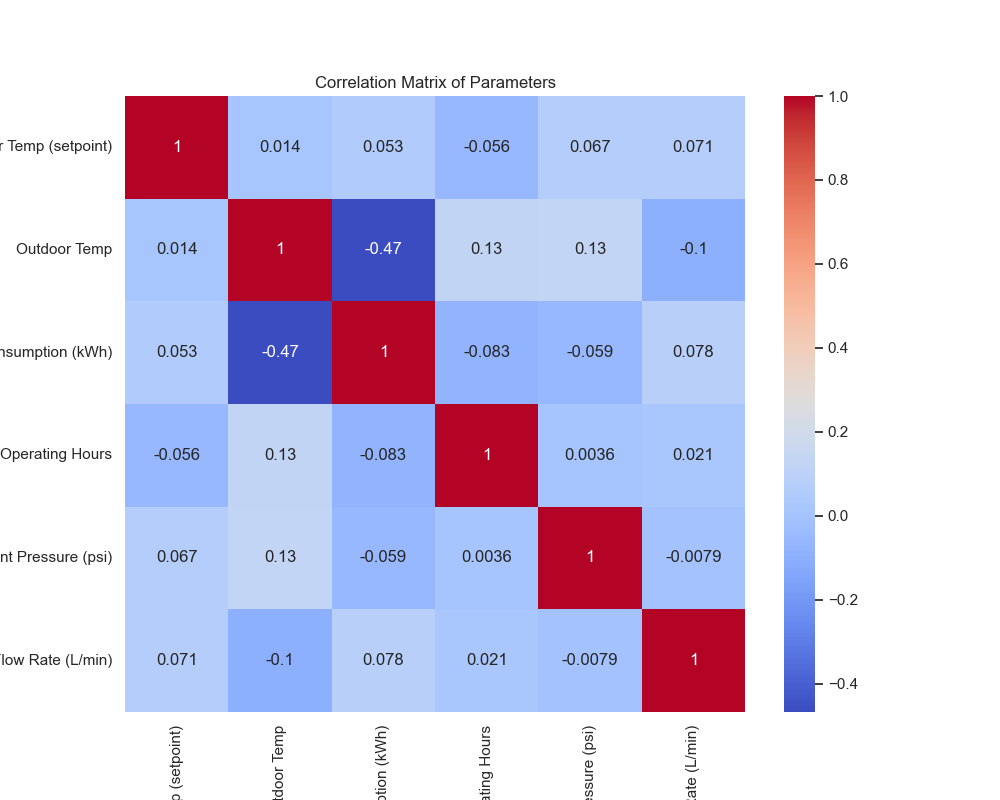 Correlation Matrix of Parameters
r Temp (setpoint) 1 0.014 0.053 -0.056 0.067 0.071
Outdoor Temp 0.014 1 -0.47 0.13 0.13 -0.1
nsumption (kWh) 0.053 -0.47 1 -0.083 -0.059 0.078
Operating Hours -0.056 0.13 -0.083 1 0.0036 0.021
nt Pressure (psi) 0.067 0.13 -0.059 0.0036 1 -0.0079
low Rate (L/min) 0.071 -0.1 0.078 0.021 -0.0079 1
p (setpoint)
tdoor Temp
ption (kWh)
ating Hours
essure (psi)
ate (L/min)
1.0
0.8
0.6
0.4
0.2
0.0
−0.2
−0.4